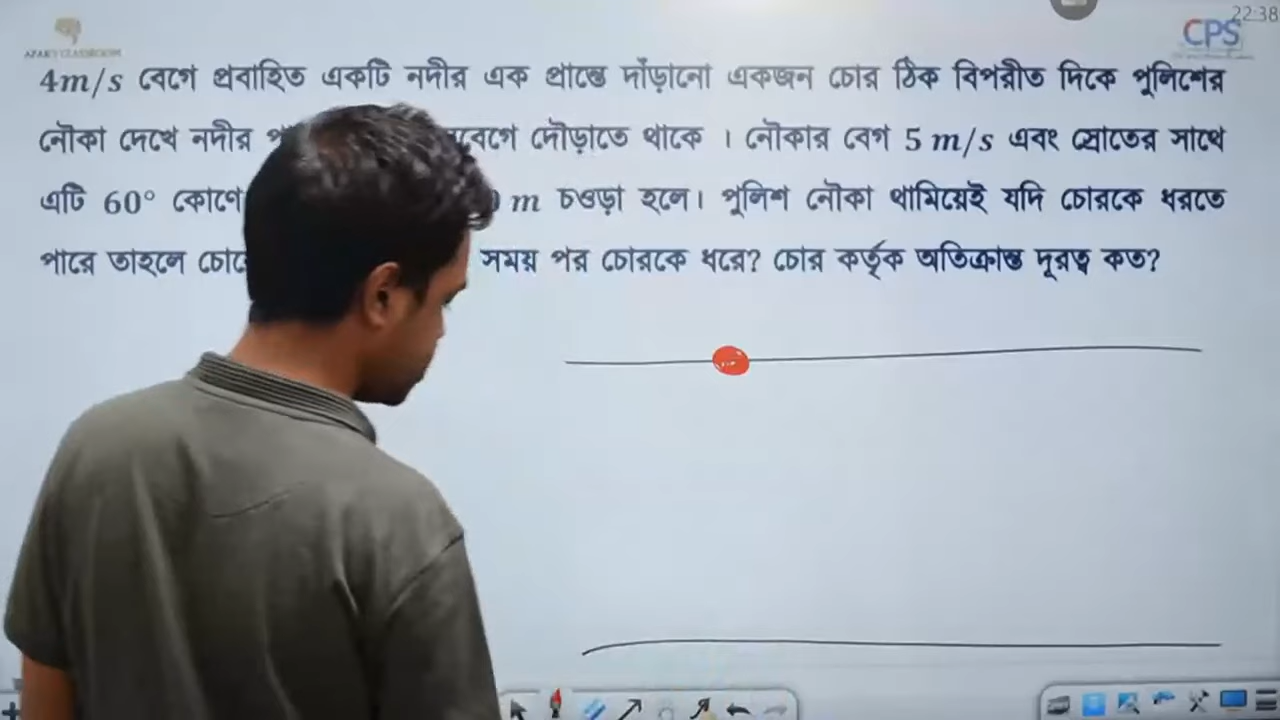 22:38
CPS
4m/s বেগে প্রবাহিত একটি নদীর এক প্রান্তে দাঁড়ানো একজন চোর ঠিক বিপরীত দিকে পুলিশের
নৌকা দেখে নদীর বেগে দৌড়াতে থাকে । নৌকার বেগ 5 m/s এবং স্রোতের সাথে
এটি 60° কোণে m চওড়া হলে। পুলিশ নৌকা থামিয়েই যদি চোরকে ধরতে
পারে তাহলে সময় পর চোরকে ধরে? চোর কর্তৃক অতিক্রান্ত দূরত্ব কত?